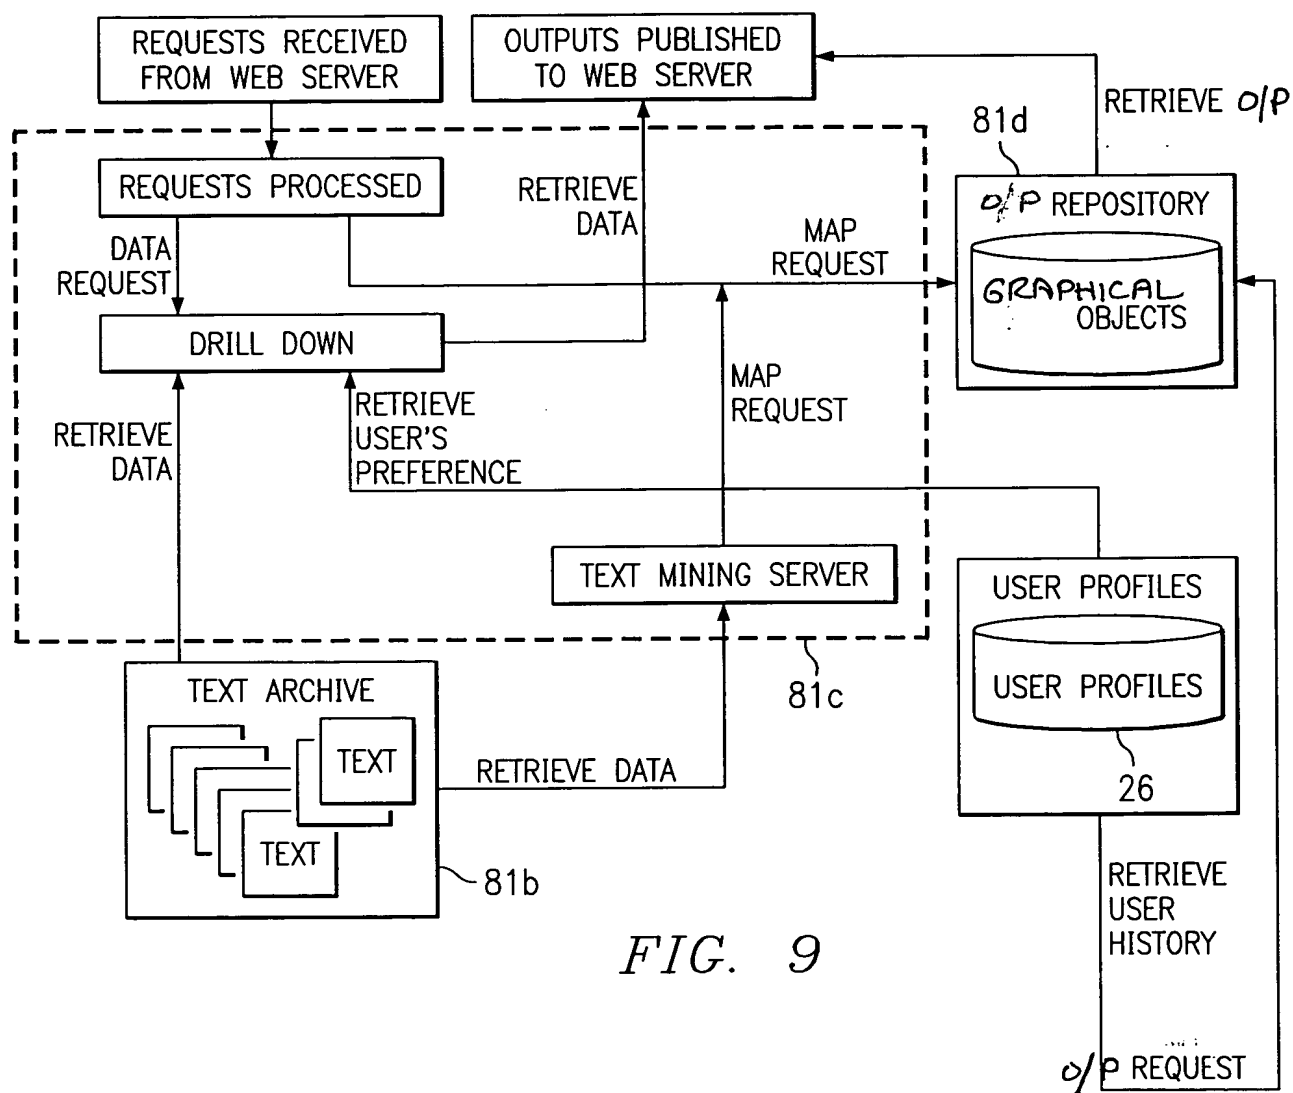 REQUESTS RECEIVED
FROM WEB SERVER
OUTPUTS PUBLISHED
TO WEB SERVER
RETRIEVE O/P
81d
REQUESTS PROCESSED
RETRIEVE
DATA
O/P REPOSITORY
DATA
REQUEST
MAP
REQUEST
GRAPHICAL
OBJECTS
DRILL DOWN
MAP
REQUEST
RETRIEVE
USER'S
PREFERENCE
RETRIEVE
DATA
TEXT MINING SERVER
USER PROFILES
USER PROFILES
81c
26
TEXT ARCHIVE
TEXT
TEXT
RETRIEVE DATA
81b
RETRIEVE
USER
HISTORY
FIG. 9
O/P REQUEST